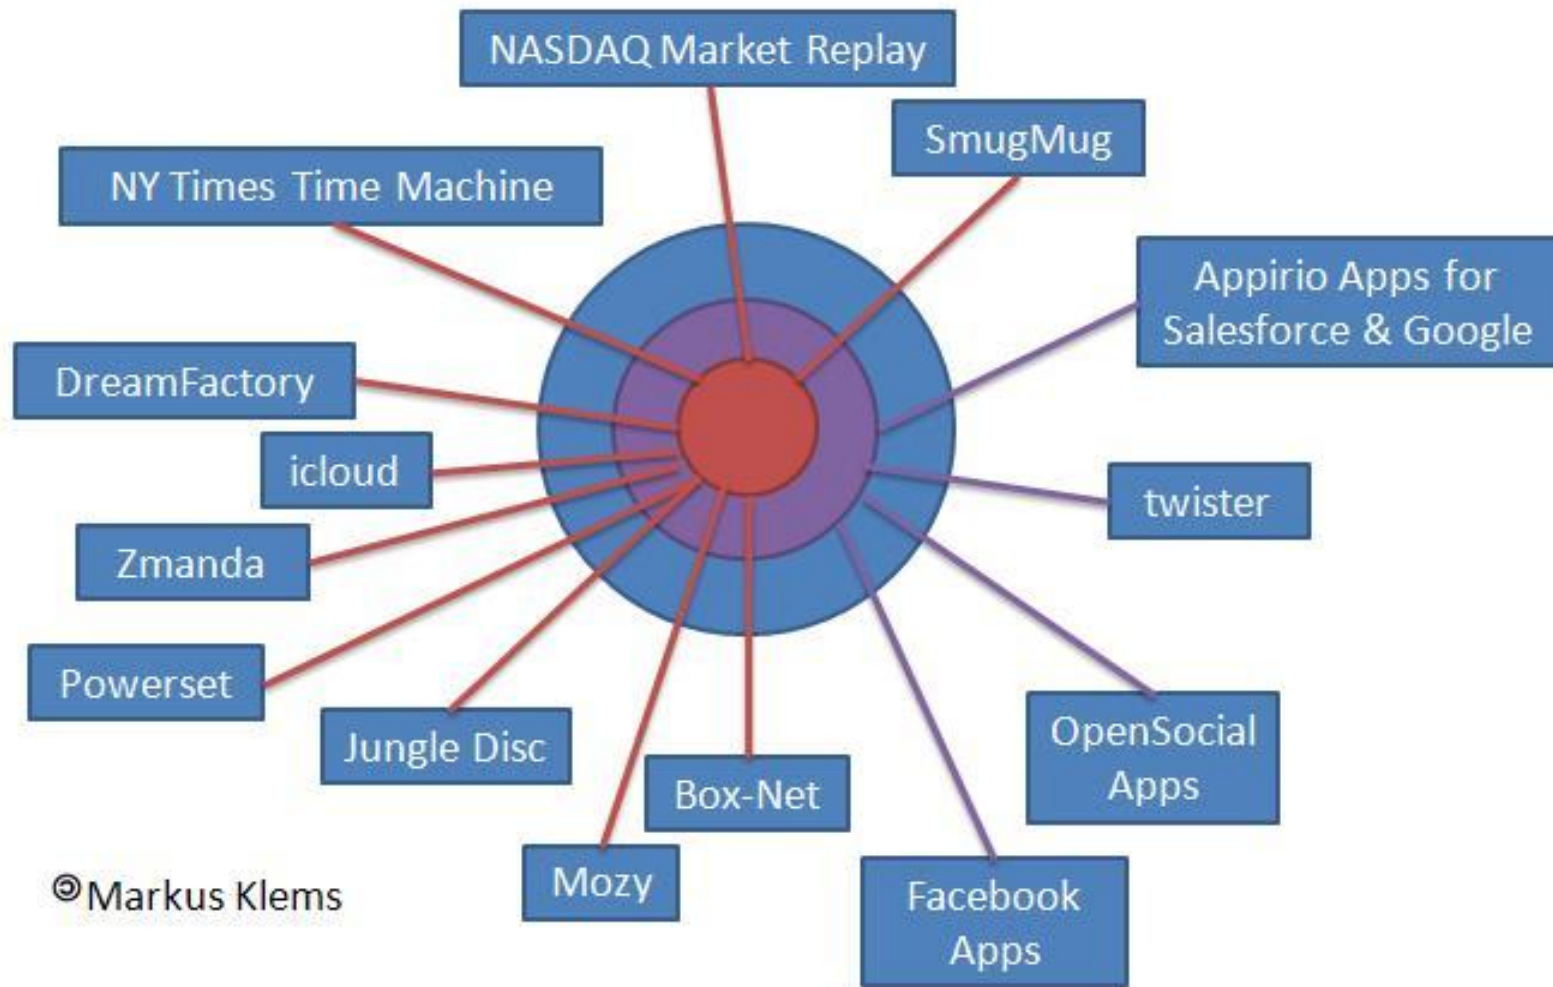 NASDAQ Market Replay
SmugMug
NY Times Time Machine
Appirio Apps for
Salesforce & Google
DreamFactory
icloud
twister
Zmanda
Powerset
OpenSocial
Apps
Jungle Disc
Box-Net
Mozy
Facebook
Apps
🄯Markus Klems